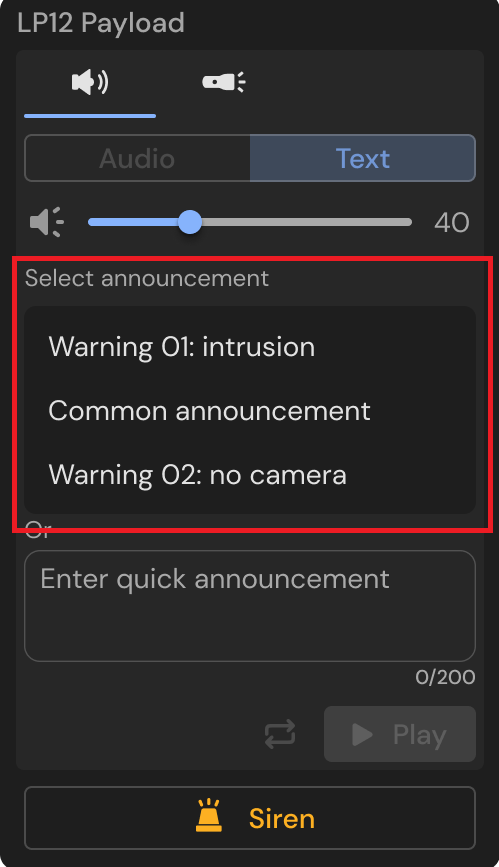 LP12 Payload
Audio
Text
40
Select announcement
Warning 01: intrusion
Common announcement
Warning 02: no camera
Or
Enter quick announcement
0/200
Play
Siren